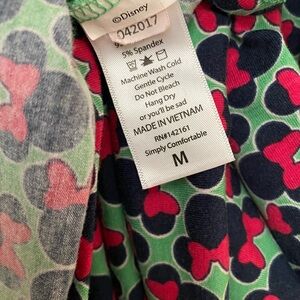 ©Disney
042017
5% Spandex
Machine Wash Cold
Gentle Cycle
Do Not Bleach
Hang Dry
or you'll be sad
MADE IN VIETNAM
RN#142161
Simply Comfortable
M